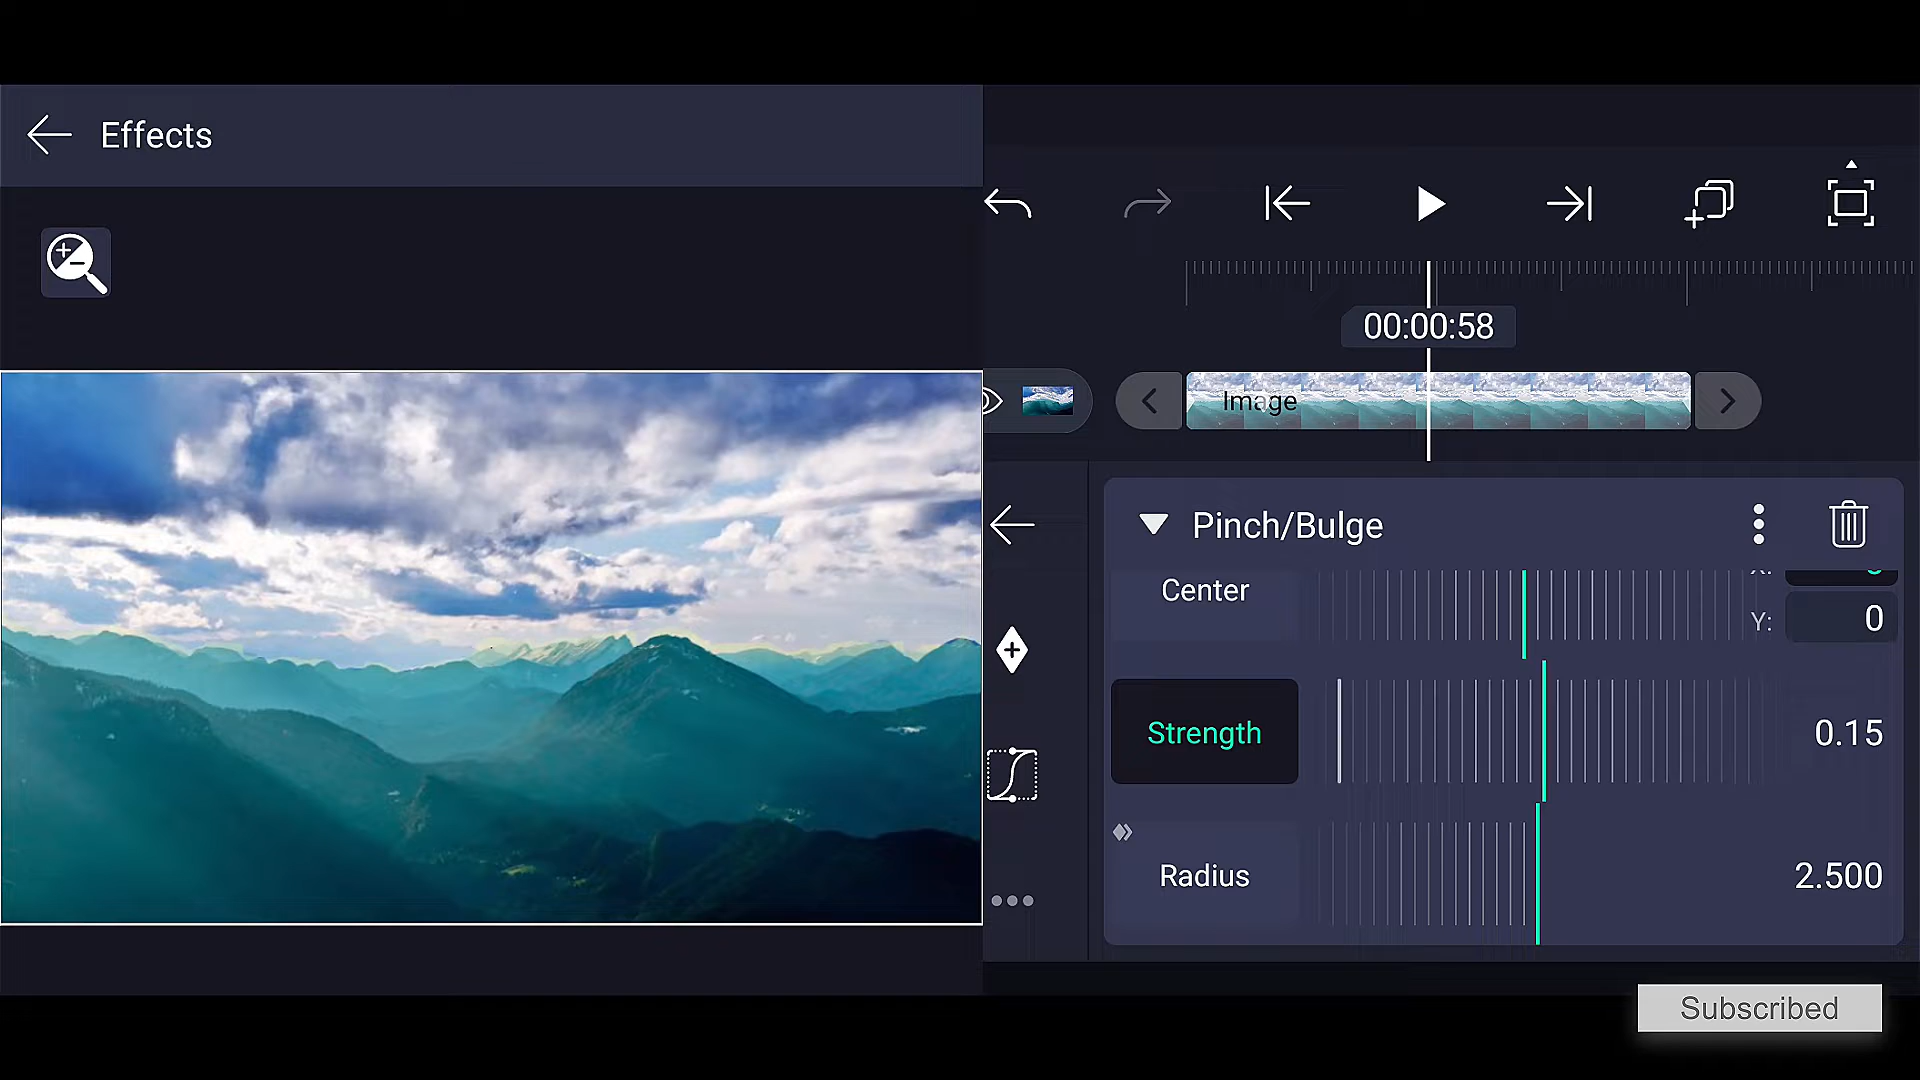 Effects
00:00:58
Image
Pinch/Bulge
Center
Y:
0
Strength
0.15
Radius
2.500
Subscribed